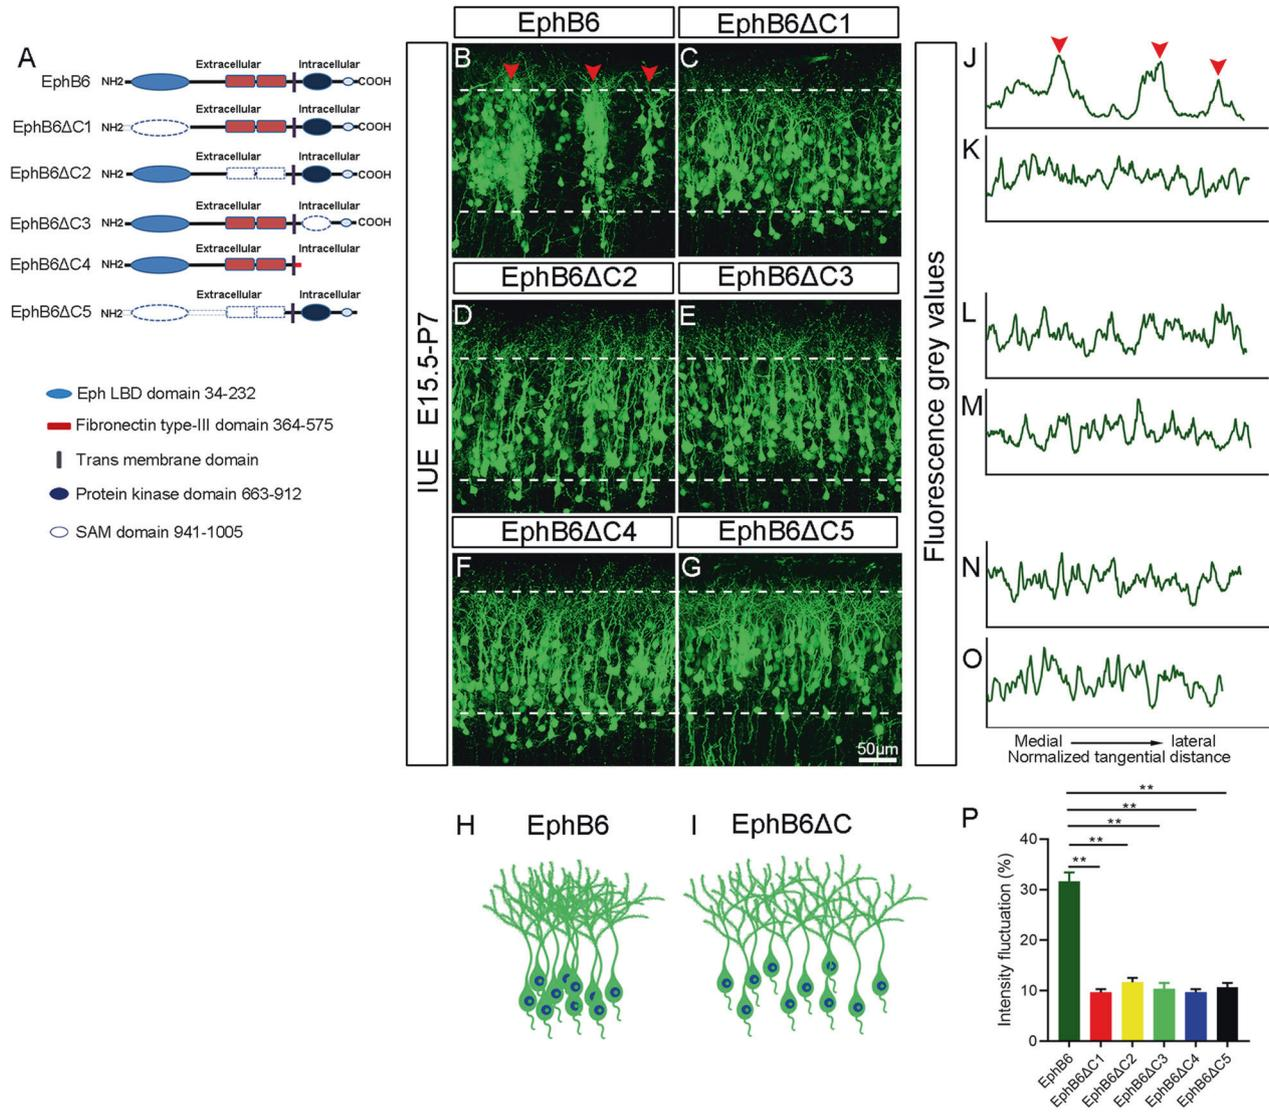 A
Extracellular Intracellular
EphB6 NH2 COOH
Extracellular Intracellular
EphB6ΔC1 NH2 COOH
Extracellular Intracellular
EphB6ΔC2 NH2 COOH
Extracellular Intracellular
EphB6ΔC3 NH2 COOH
Extracellular Intracellular
EphB6ΔC4 NH2
Extracellular Intracellular
EphB6ΔC5 NH2
Eph LBD domain 34-232
Fibronectin type-III domain 364-575
Trans membrane domain
Protein kinase domain 663-912
SAM domain 941-1005
IUE E15.5-P7
EphB6 EphB6ΔC1
B C
EphB6ΔC2 EphB6ΔC3
D E
EphB6ΔC4 EphB6ΔC5
F G
50μm
Fluorescence grey values
J
K
L
M
N
O
Medial lateral
Normalized tangential distance
H EphB6 I EphB6ΔC
P
**
**
**
**
**
Intensity fluctuation (%)
40
30
20
10
0
EphB6
EphB6ΔC1
EphB6ΔC2
EphB6ΔC3
EphB6ΔC4
EphB6ΔC5